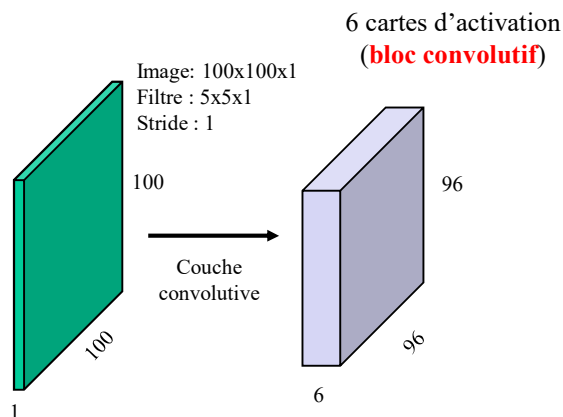 6 cartes d’activation
(bloc convolutif)
Image: 100x100x1
Filtre : 5x5x1
Stride : 1
100
96
Couche
convolutive
100
96
1
6